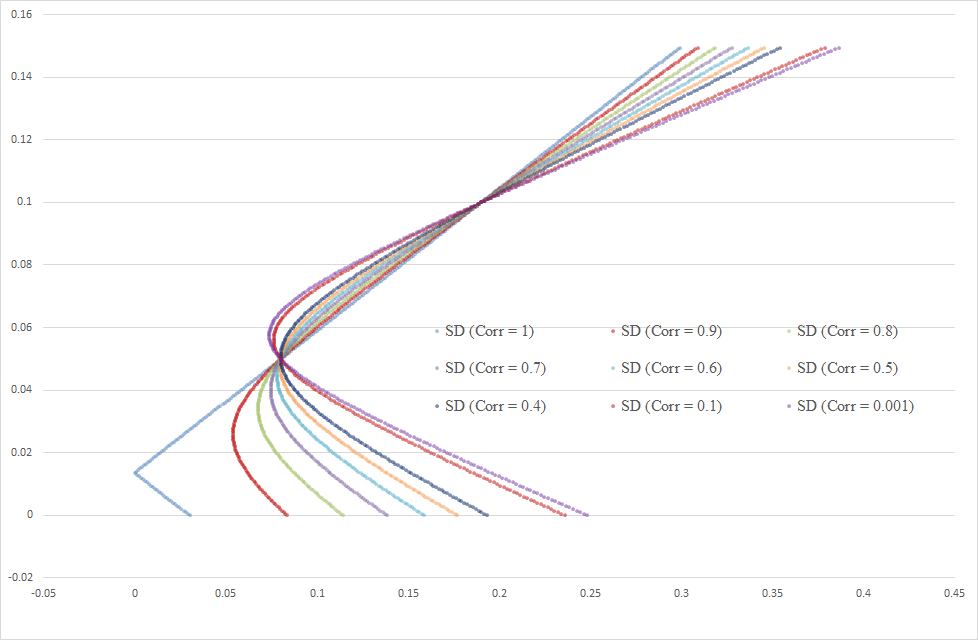 0.16
0.14
0.12
0.1
0.08
0.06
SD (Corr = 1) SD (Corr = 0.9) SD (Corr = 0.8)
SD (Corr = 0.7) SD (Corr = 0.6) SD (Corr = 0.5)
0.04
SD (Corr = 0.4) SD (Corr = 0.1) SD (Corr = 0.001)
0.02
0
-0.02
-0.05 0 0.05 0.1 0.15 0.2 0.25 0.3 0.35 0.4 0.45